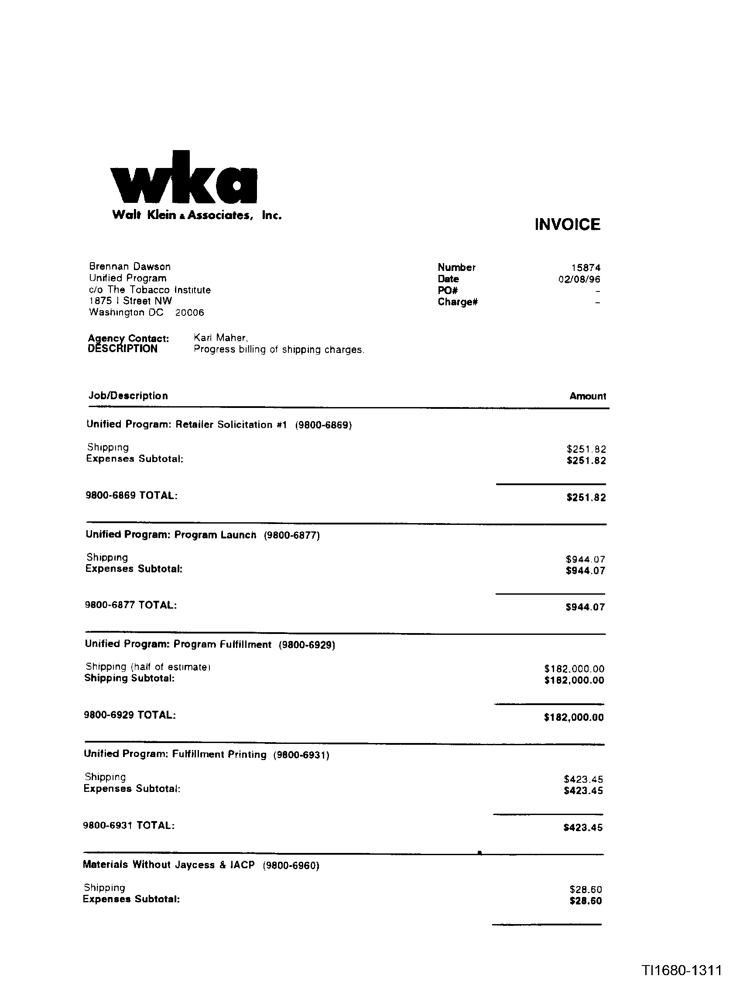 wka
Walt Klein & Associates, Inc.
INVOICE
Brennan Dawson
Unified Program
c/o The Tobacco Institute
1875 I Street NW
Washington DC 20006
Number 15874
Date 02/08/96
PO# -
Charge# -
Agency Contact: Karl Maher,
DESCRIPTION Progress billing of shipping charges.
Job/Description Amount
Unified Program: Retailer Solicitation #1 (9800-6869)
Shipping $251.82
Expenses Subtotal: $251.82
9800-6869 TOTAL: $251.82
Unified Program: Program Launch (9800-6877)
Shipping $944.07
Expenses Subtotal: $944.07
9800-6877 TOTAL: $944.07
Unified Program: Program Fulfillment (9800-6929)
Shipping (half of estimate) $182,000.00
Shipping Subtotal: $182,000.00
9800-6929 TOTAL: $182,000.00
Unified Program: Fulfillment Printing (9800-6931)
Shipping $423.45
Expenses Subtotal: $423.45
9800-6931 TOTAL: $423.45
Materials Without Jaycess & IACP (9800-6960)
Shipping $28.60
Expenses Subtotal: $28.60
TI1680-1311